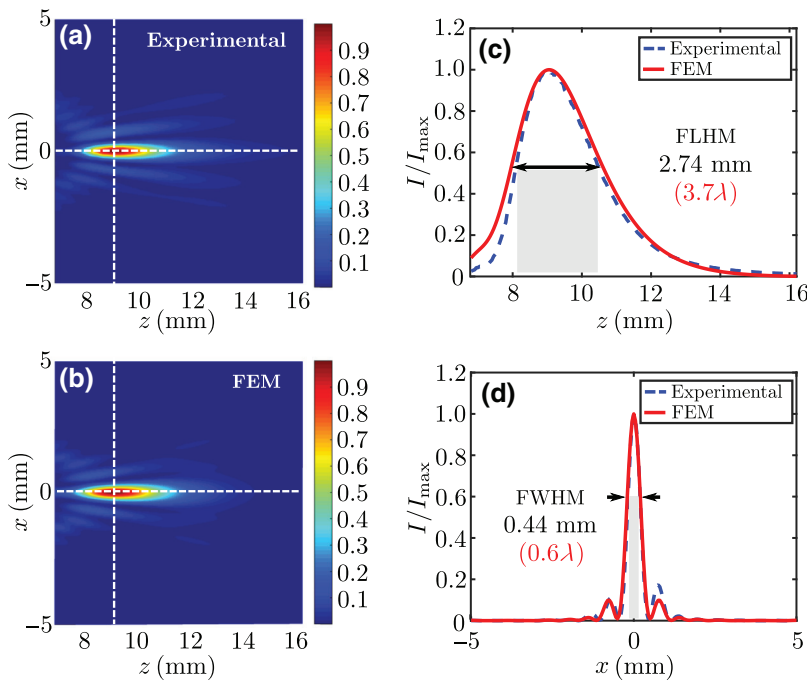 (a)
Experimental
5
0
-5
x (mm)
8 10 12 14 16
z (mm)
0.9
0.8
0.7
0.6
0.5
0.4
0.3
0.2
0.1
(b)
FEM
5
0
-5
x (mm)
8 10 12 14 16
z (mm)
0.9
0.8
0.7
0.6
0.5
0.4
0.3
0.2
0.1
(c)
Experimental
FEM
FLHM
2.74 mm
(3.7λ)
1.2
1.0
0.8
0.6
0.4
0.2
0
I/Imax
8 10 12 14 16
z (mm)
(d)
Experimental
FEM
FWHM
0.44 mm
(0.6λ)
1.2
1.0
0.8
0.6
0.4
0.2
0
I/Imax
−5 0 5
x (mm)